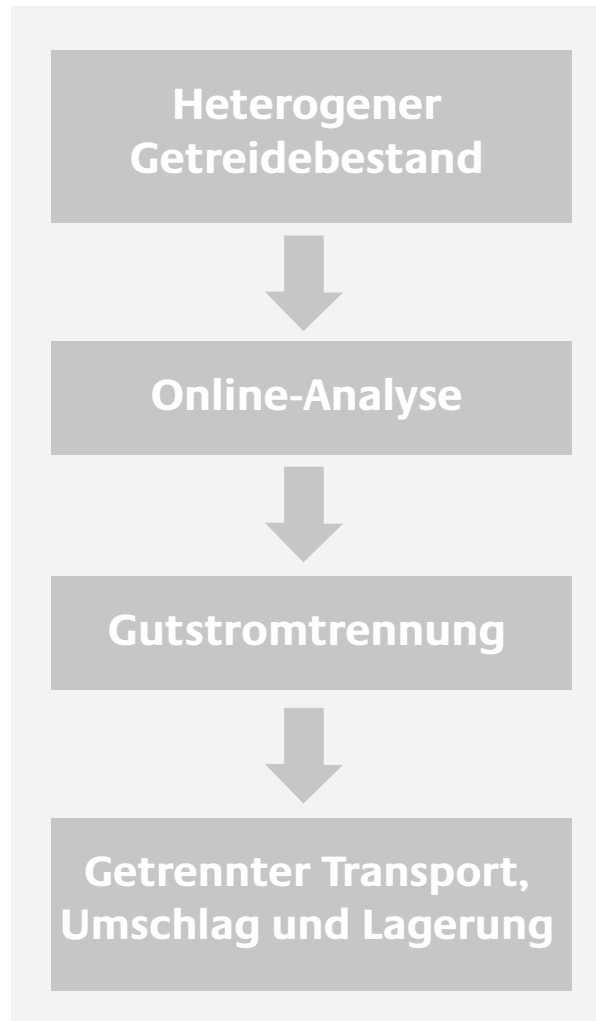 Heterogener
Getreidebestand
Online-Analyse
Gutstromtrennung
Getrennter Transport,
Umschlag und Lagerung